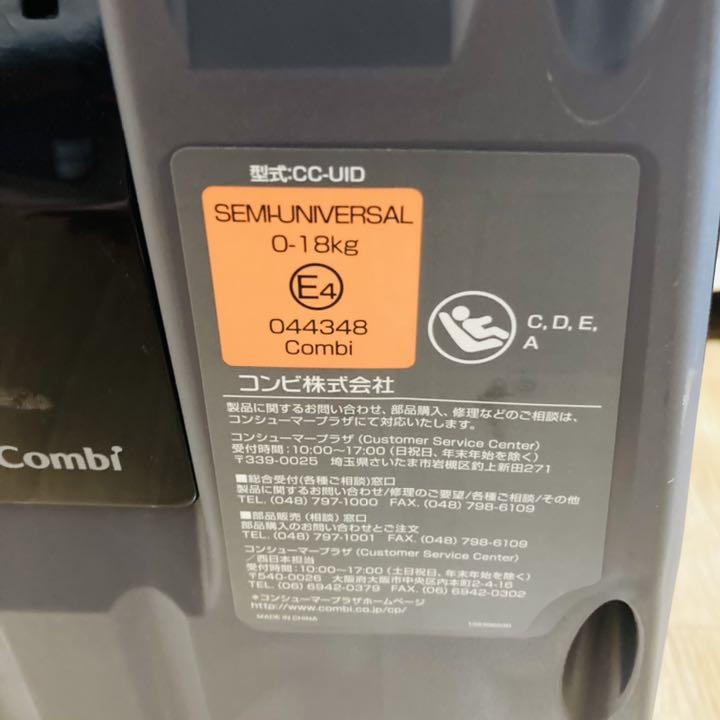 型式:CC-UID
SEMI-UNIVERSAL
0-18kg
E4
044348
Combi
C, D, E,
A
コンビ株式会社
製品に関するお問い合わせ、部品購入、修理などのご相談は、
コンシューマープラザにて対応いたします。
コンシューマープラザ (Customer Service Center)
受付時間:10:00〜17:00 (日祝日、年末年始を除く)
〒339-0025 埼玉県さいたま市岩槻区釣上新田271
■総合受付(各種ご相談)窓口
製品に関するお問い合わせ/修理のご要望/各種ご相談/その他
TEL. (048) 797-1000 FAX. (048) 798-6109
■部品販売 (相談) 窓口
部品購入のお問い合わせとご注文
TEL. (048) 797-1001 FAX. (048) 798-6109
コンシューマープラザ (Customer Service Center)
/西日本担当
受付時間:10:00〜17:00 (土日祝日、年末年始を除く)
〒540-0026 大阪府大阪市中央区内本町2-4-16
TEL. (06) 6942-0379 FAX. (06) 6942-0302
*コンシューマープラザホームページ
http://www.combi.co.jp/cp/
MADE IN CHINA
Combi